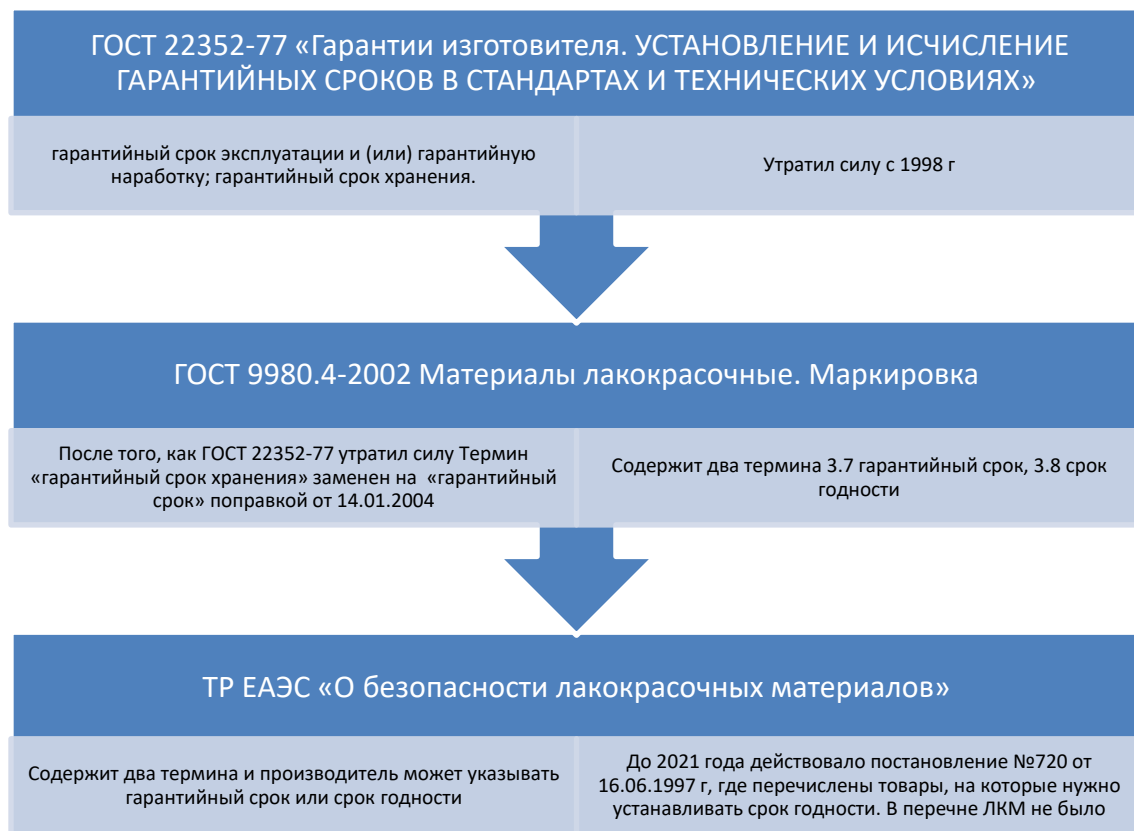 ГОСТ 22352-77 «Гарантии изготовителя. УСТАНОВЛЕНИЕ И ИСЧИСЛЕНИЕ
ГАРАНТИЙНЫХ СРОКОВ В СТАНДАРТАХ И ТЕХНИЧЕСКИХ УСЛОВИЯХ»
гарантийный срок эксплуатации и (или) гарантийную
наработку; гарантийный срок хранения.
Утратил силу с 1998 г
ГОСТ 9980.4-2002 Материалы лакокрасочные. Маркировка
После того, как ГОСТ 22352-77 утратил силу Термин
«гарантийный срок хранения» заменен на «гарантийный
срок» поправкой от 14.01.2004
Содержит два термина 3.7 гарантийный срок, 3.8 срок
годности
ТР ЕАЭС «О безопасности лакокрасочных материалов»
Содержит два термина и производитель может указывать
гарантийный срок или срок годности
До 2021 года действовало постановление №720 от
16.06.1997 г, где перечислены товары, на которые нужно
устанавливать срок годности. В перечне ЛКМ не было